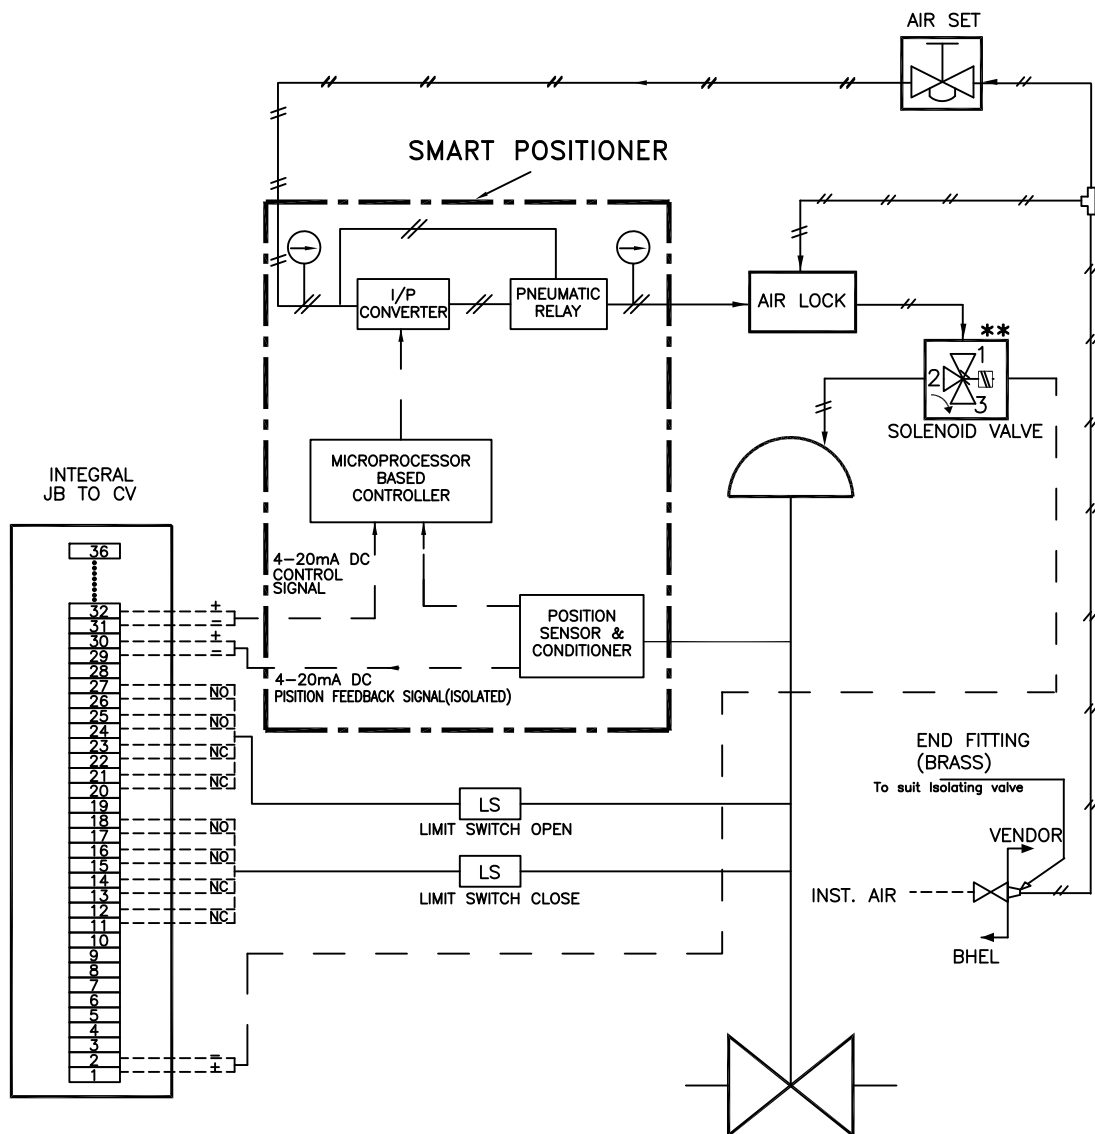 AIR SET
SMART POSITIONER
I/P
CONVERTER
PNEUMATIC
RELAY
AIR LOCK
**
1
2
3
SOLENOID VALVE
MICROPROCESSOR
BASED
CONTROLLER
INTEGRAL
JB TO CV
4-20mA DC
CONTROL
SIGNAL
POSITION
SENSOR &
CONDITIONER
4-20mA DC
PISITION FEEDBACK SIGNAL(ISOLATED)
36
32 +
31 -
30 +
29 -
28
27 NO
26
25 NO
24
23 NC
22
21 NC
20
19
18 NO
17
16 NO
15
14 NC
13
12 NC
11
10
9
8
7
6
5
4
3
2 -
1 +
LS
LIMIT SWITCH OPEN
LS
LIMIT SWITCH CLOSE
END FITTING
(BRASS)
To suit Isolating valve
VENDOR
INST. AIR
BHEL